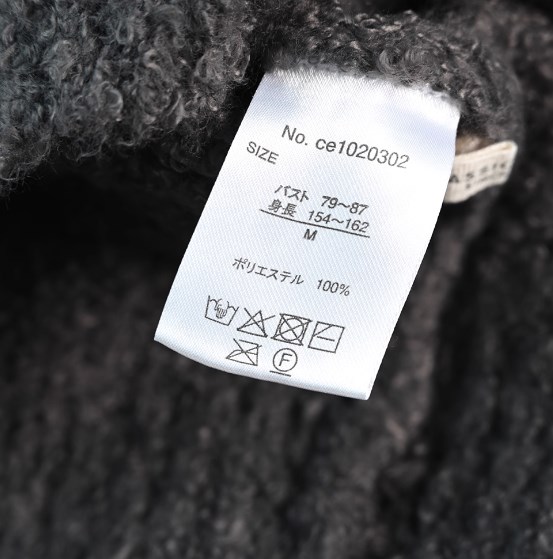 No. ce1020302
SIZE
バスト 79〜87
身長 154〜162
M
ポリエステル 100%
F